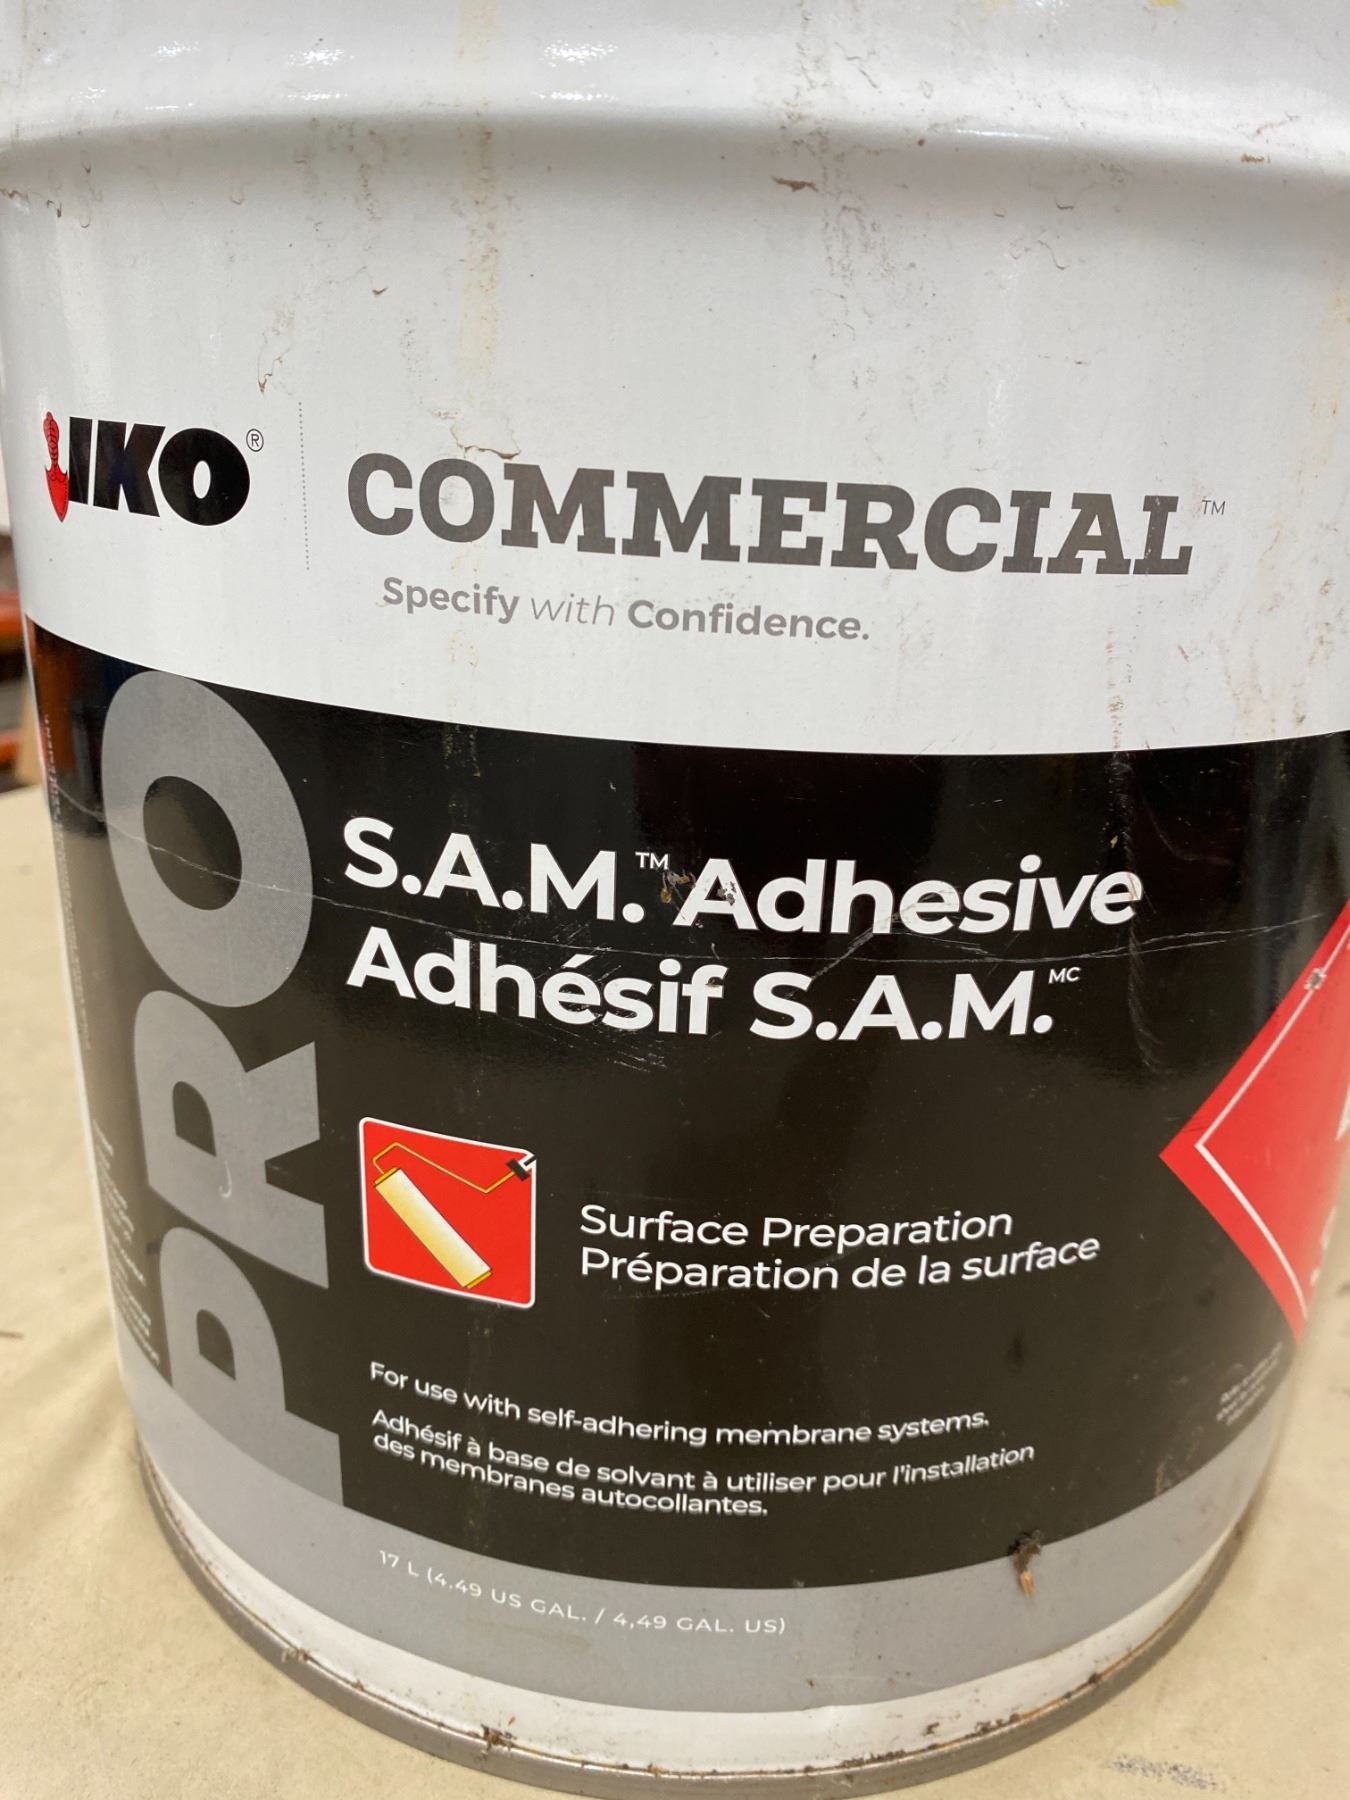 IKO®
COMMERCIAL™
Specify with Confidence.
PRO
S.A.M.™ Adhesive
Adhésif S.A.M.ᴹᶜ
Surface Preparation
Préparation de la surface
For use with self-adhering membrane systems.
Adhésif à base de solvant à utiliser pour l'installation
des membranes autocollantes.
17 L (4.49 US GAL. / 4,49 GAL. US)